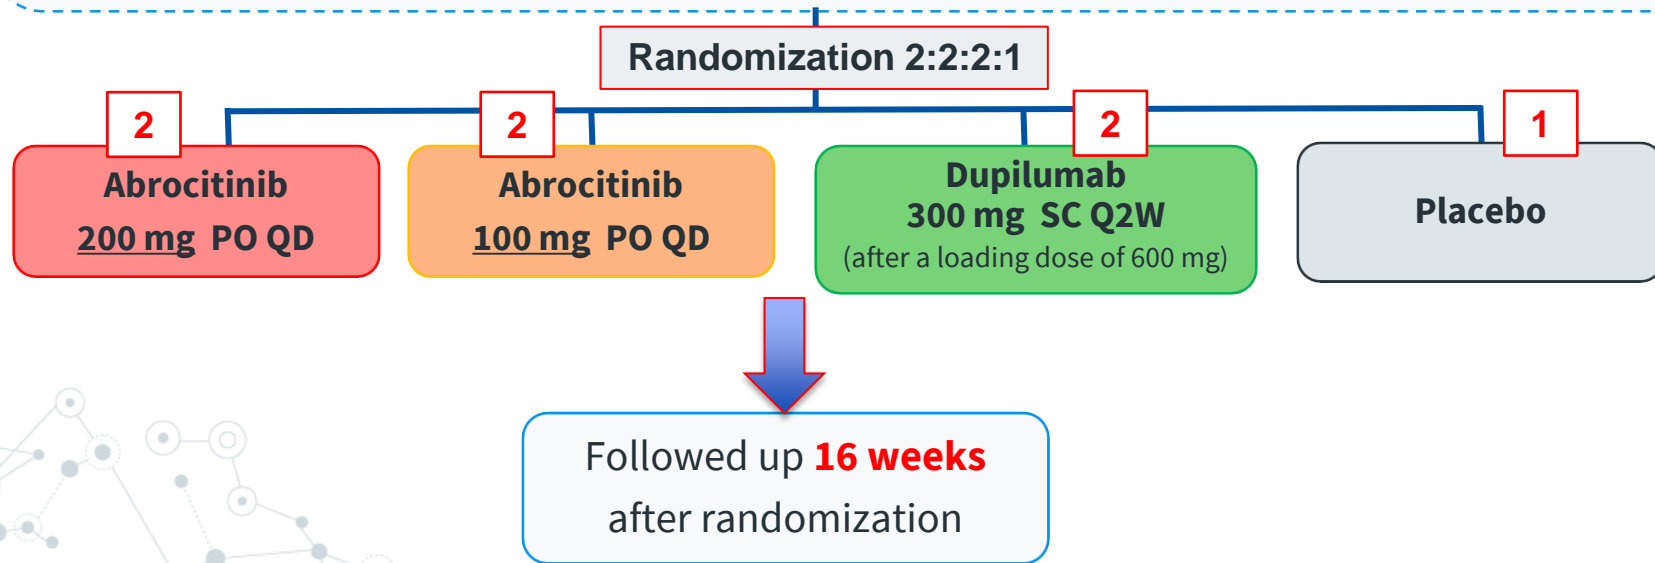 Randomization 2:2:2:1
2
2
2
1
Abrocitinib
200 mg PO QD
Abrocitinib
100 mg PO QD
Dupilumab
300 mg SC Q2W
(after a loading dose of 600 mg)
Placebo
Followed up 16 weeks
after randomization